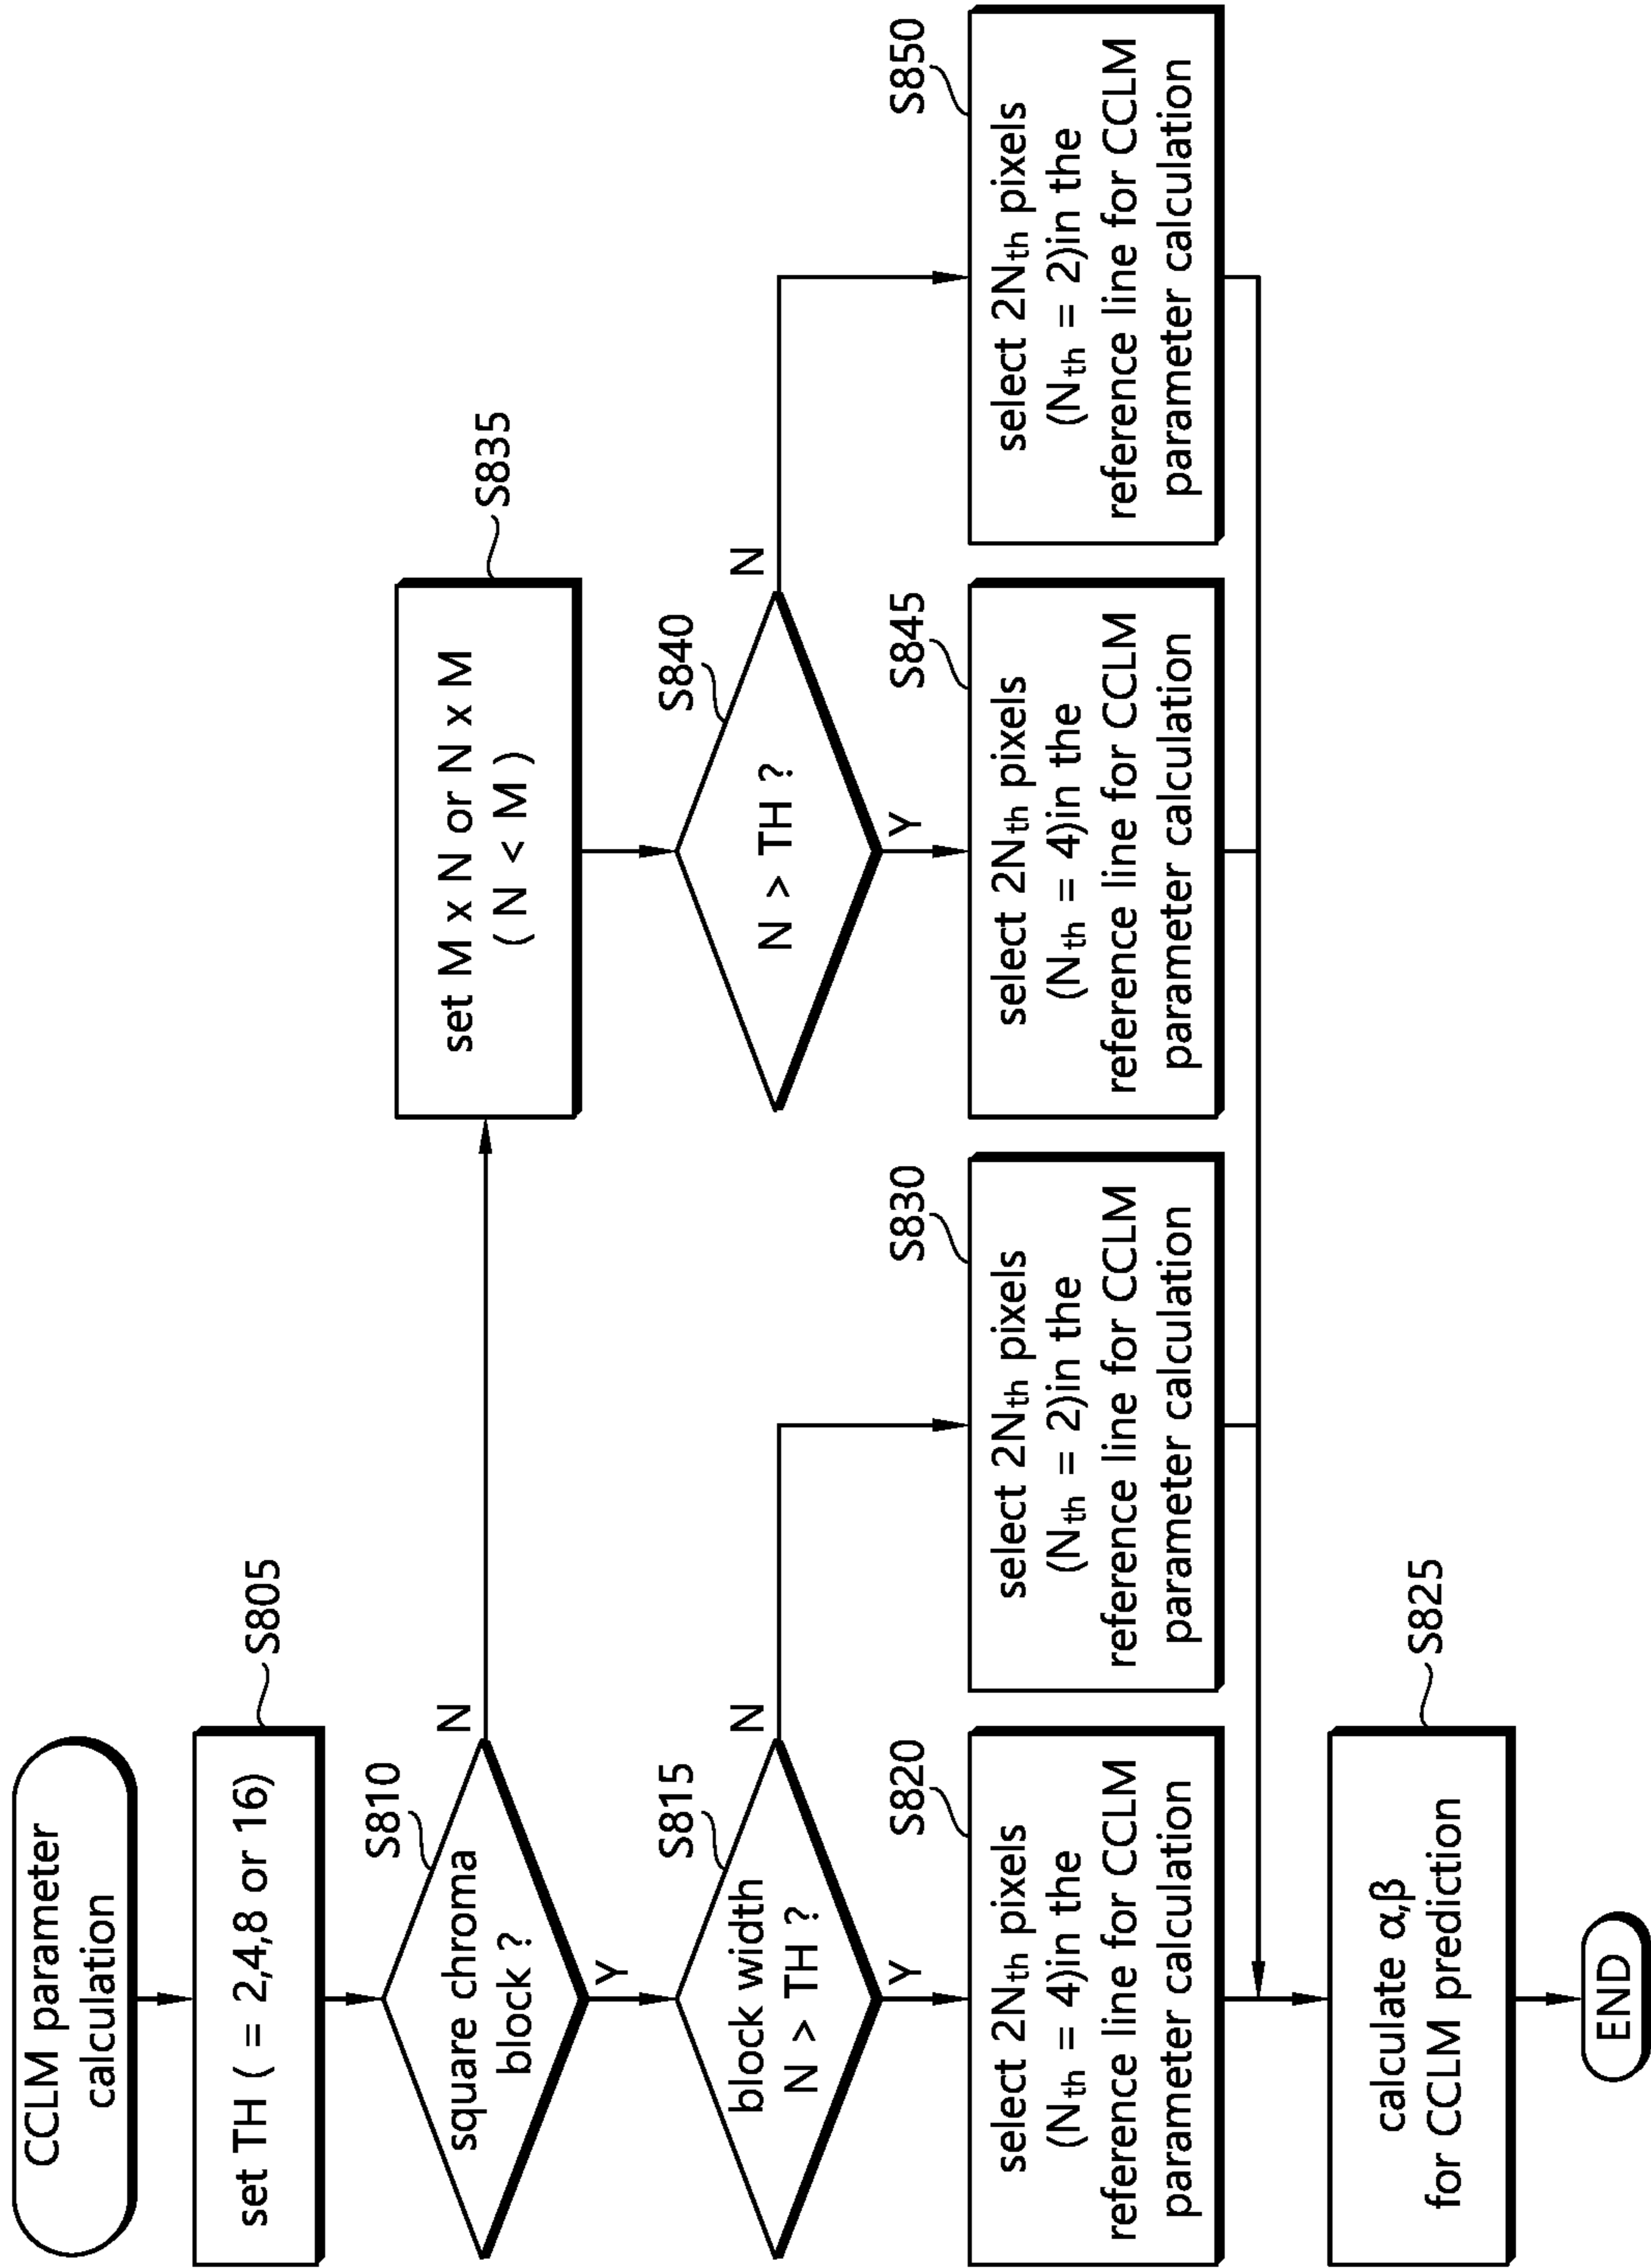 CCLM parameter
calculation
set TH ( = 2,4,8 or 16)
S805
square chroma
block ?
S810
N
Y
set M x N or N x M
( N < M )
S835
block width
N > TH ?
S815
N
Y
N > TH ?
S840
N
Y
select 2Nth pixels
(Nth = 4)in the
reference line for CCLM
parameter calculation
S820
select 2Nth pixels
(Nth = 2)in the
reference line for CCLM
parameter calculation
S830
select 2Nth pixels
(Nth = 4)in the
reference line for CCLM
parameter calculation
S845
select 2Nth pixels
(Nth = 2)in the
reference line for CCLM
parameter calculation
S850
calculate α,β
for CCLM prediction
S825
END